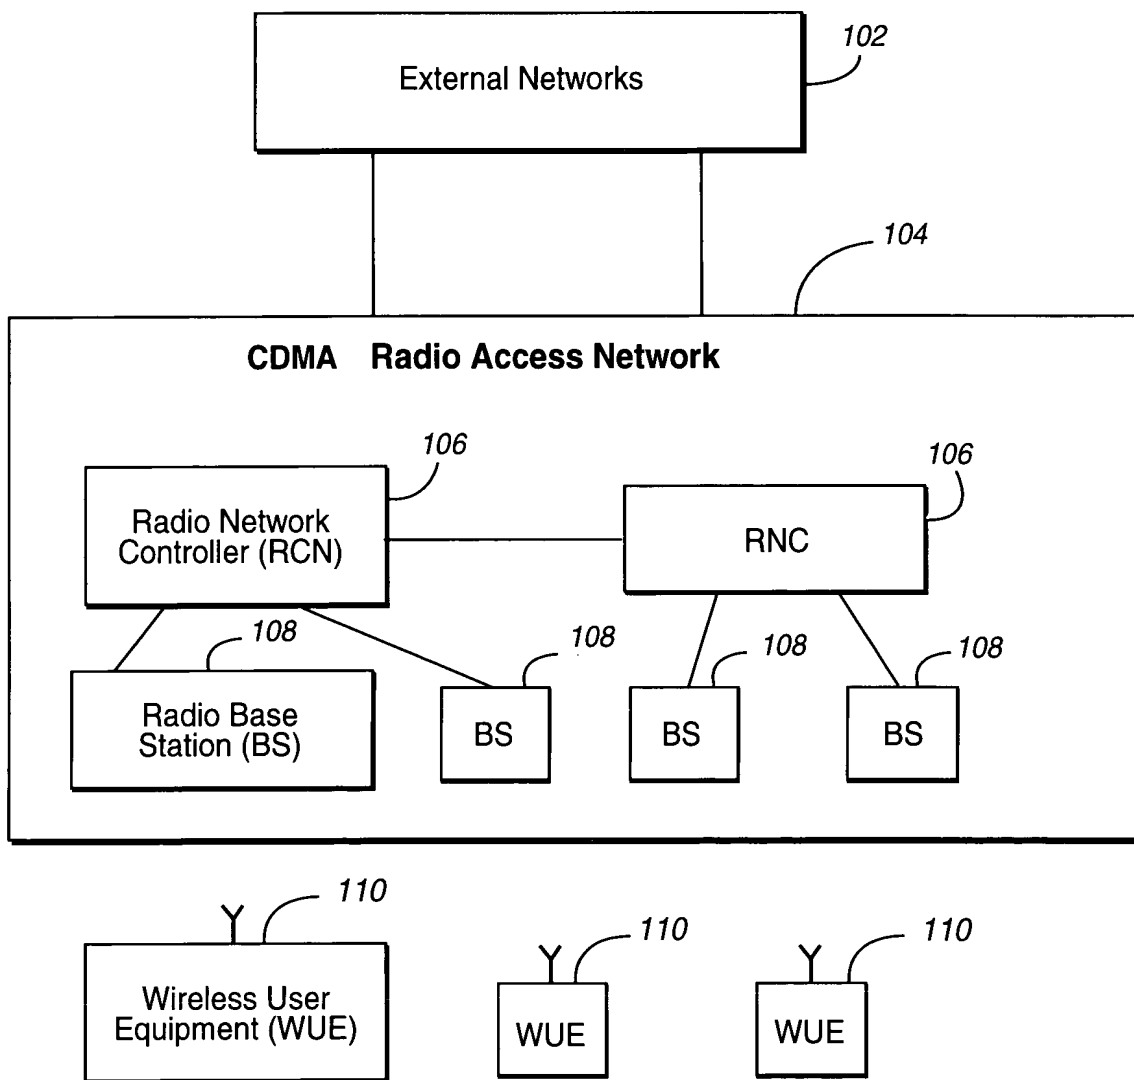 102
External Networks
104
CDMA Radio Access Network
106
106
Radio Network
Controller (RCN)
RNC
108
108
108
108
Radio Base
Station (BS)
BS
BS
BS
110
110
110
Wireless User
Equipment (WUE)
WUE
WUE